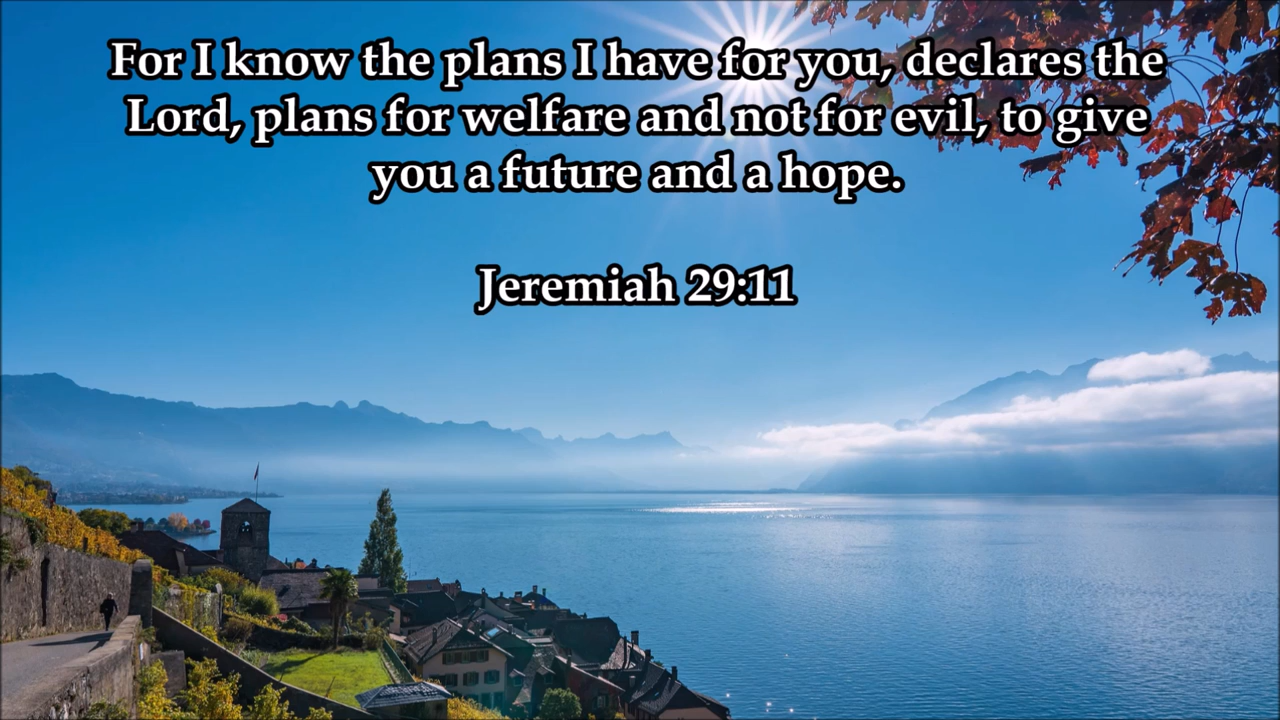 For I know the plans I have for you, declares the
Lord, plans for welfare and not for evil, to give
you a future and a hope.
Jeremiah 29:11